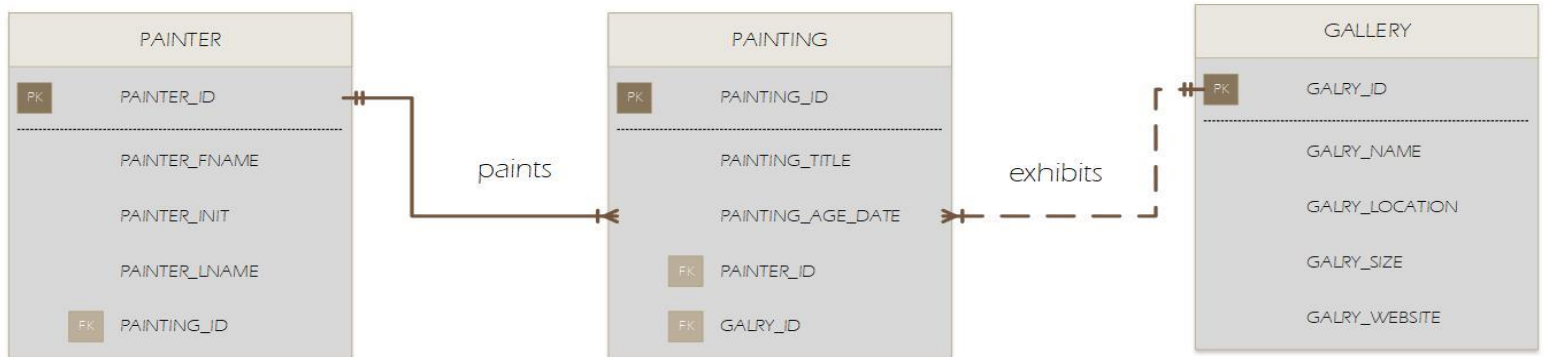 PAINTER
PK PAINTER_ID
PAINTER_FNAME
PAINTER_INIT
PAINTER_LNAME
FK PAINTING_ID
paints
PAINTING
PK PAINTING_ID
PAINTING_TITLE
PAINTING_AGE_DATE
FK PAINTER_ID
FK GALRY_ID
exhibits
GALLERY
PK GALRY_ID
GALRY_NAME
GALRY_LOCATION
GALRY_SIZE
GALRY_WEBSITE